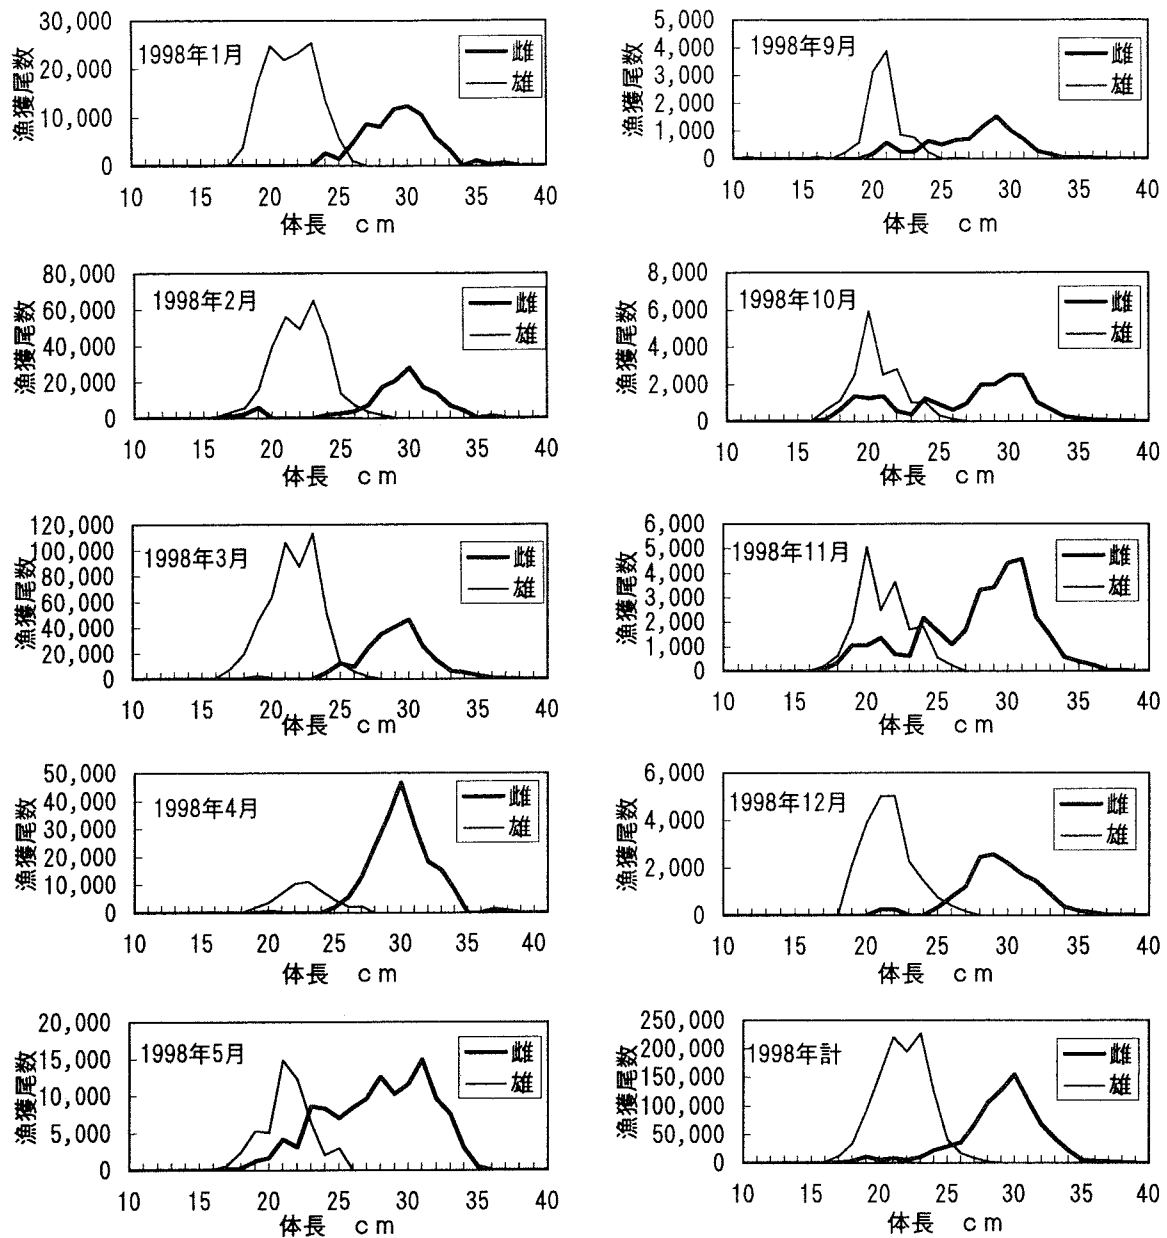 30,000
20,000
10,000
0
漁獲尾数
1998年1月
雌
雄
10 15 20 25 30 35 40
体長 cm
80,000
60,000
40,000
20,000
0
漁獲尾数
1998年2月
雌
雄
10 15 20 25 30 35 40
体長 cm
120,000
100,000
80,000
60,000
40,000
20,000
0
漁獲尾数
1998年3月
雌
雄
10 15 20 25 30 35 40
体長 cm
50,000
40,000
30,000
20,000
10,000
0
漁獲尾数
1998年4月
雌
雄
10 15 20 25 30 35 40
体長 cm
20,000
15,000
10,000
5,000
0
漁獲尾数
1998年5月
雌
雄
10 15 20 25 30 35 40
体長 cm
5,000
4,000
3,000
2,000
1,000
0
漁獲尾数
1998年9月
雌
雄
10 15 20 25 30 35 40
体長 cm
8,000
6,000
4,000
2,000
0
漁獲尾数
1998年10月
雌
雄
10 15 20 25 30 35 40
体長 cm
6,000
5,000
4,000
3,000
2,000
1,000
0
漁獲尾数
1998年11月
雌
雄
10 15 20 25 30 35 40
体長 cm
6,000
4,000
2,000
0
漁獲尾数
1998年12月
雌
雄
10 15 20 25 30 35 40
体長 cm
250,000
200,000
150,000
100,000
50,000
0
漁獲尾数
1998年計
雌
雄
10 15 20 25 30 35 40
体長 cm